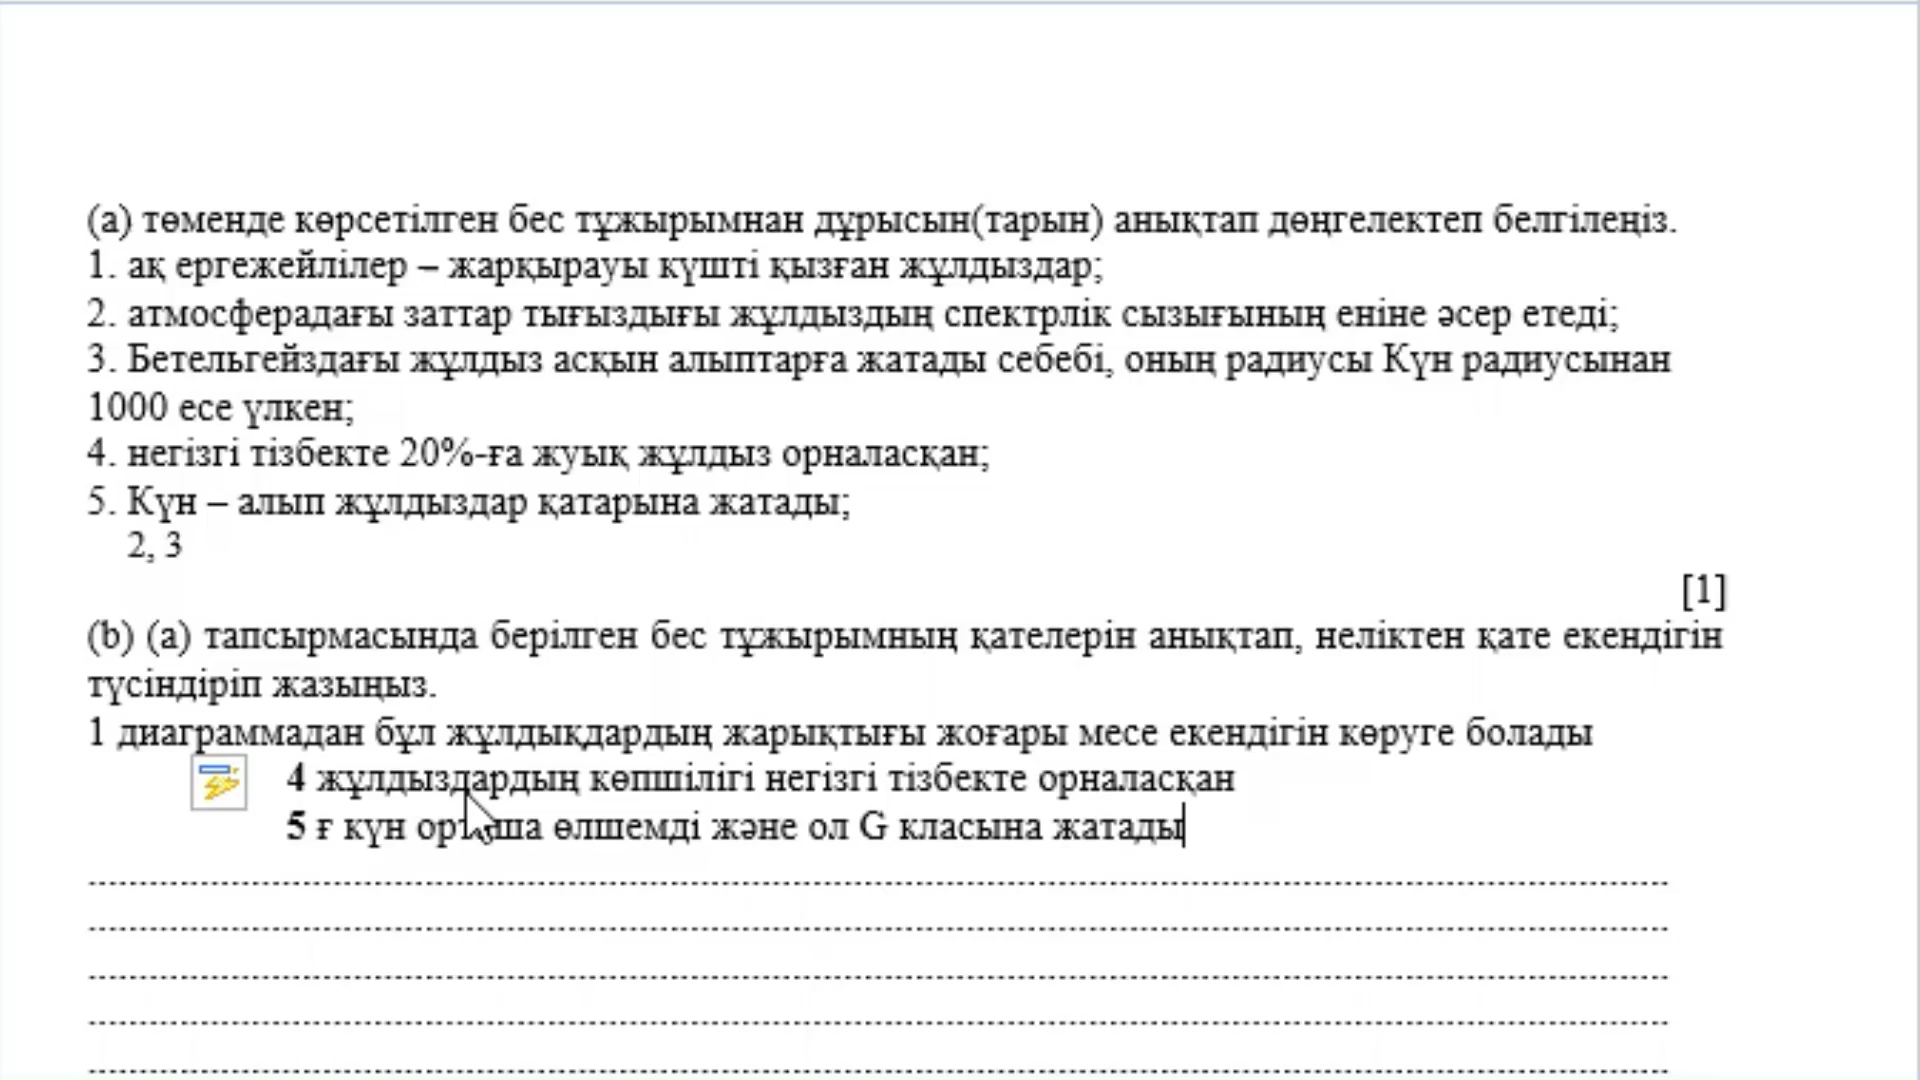 (a) төменде көрсетілген бес тұжырымнан дұрысын(тарын) анықтап дөңгелектеп белгілеңіз.
1. ақ ергежейлілер – жарқырауы күшті қызған жұлдыздар;
2. атмосферадағы заттар тығыздығы жұлдыздың спектрлік сызығының еніне әсер етеді;
3. Бетельгейздағы жұлдыз асқын алыптарға жатады себебі, оның радиусы Күн радиусынан
1000 есе үлкен;
4. негізгі тізбекте 20%-ға жуық жұлдыз орналасқан;
5. Күн – алып жұлдыздар қатарына жатады;
2, 3
[1]
(b) (a) тапсырмасында берілген бес тұжырымның қателерін анықтап, неліктен қате екендігін
түсіндіріп жазыңыз.
1 диаграммадан бұл жұлдықдардың жарықтығы жоғары месе екендігін көруге болады
4 жұлдыздардың көпшілігі негізгі тізбекте орналасқан
5 ғ күн орташа өлшемді және ол G класына жатады